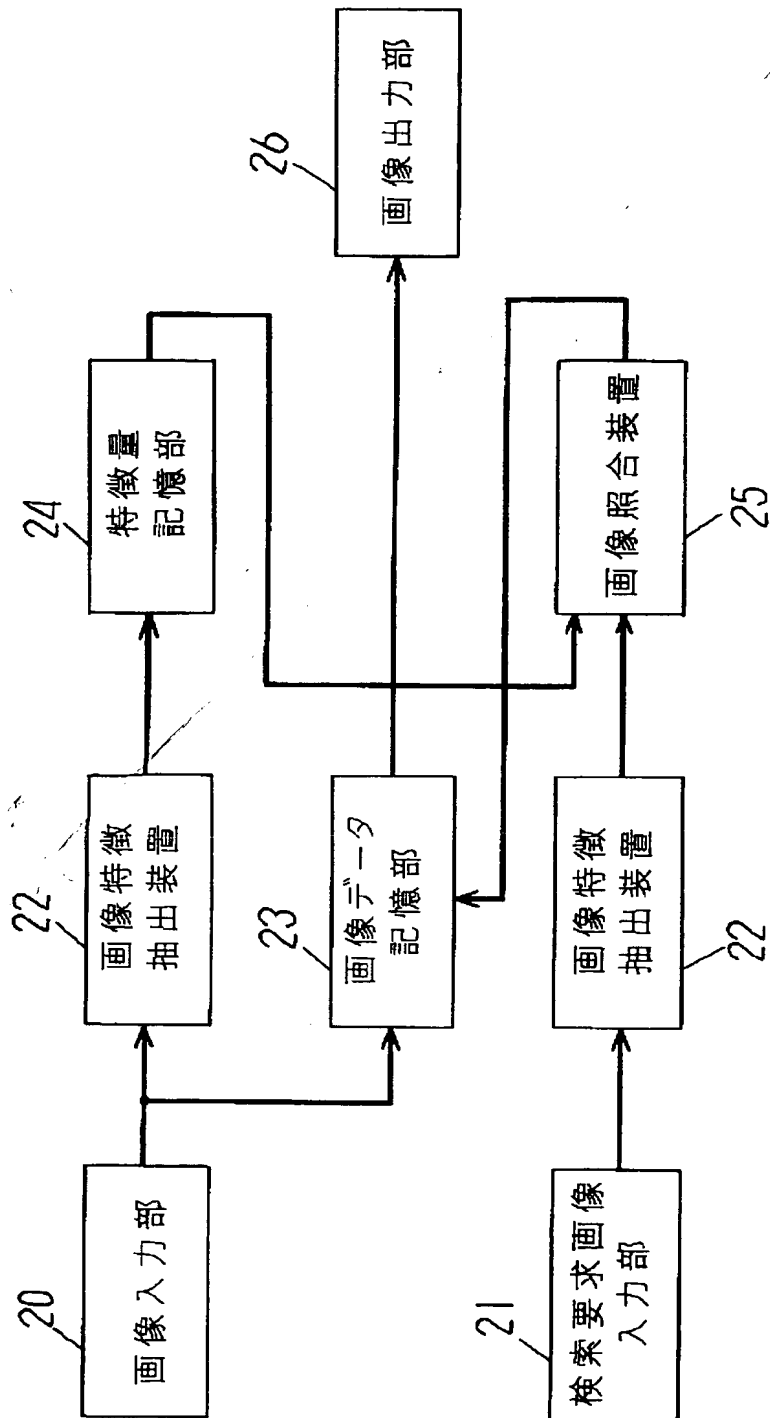 20
画像入力部
22
画像特徴
抽出装置
24
特徴量
記憶部
23
画像データ
記憶部
26
画像出力部
21
検索要求画像
入力部
22
画像特徴
抽出装置
25
画像照合装置